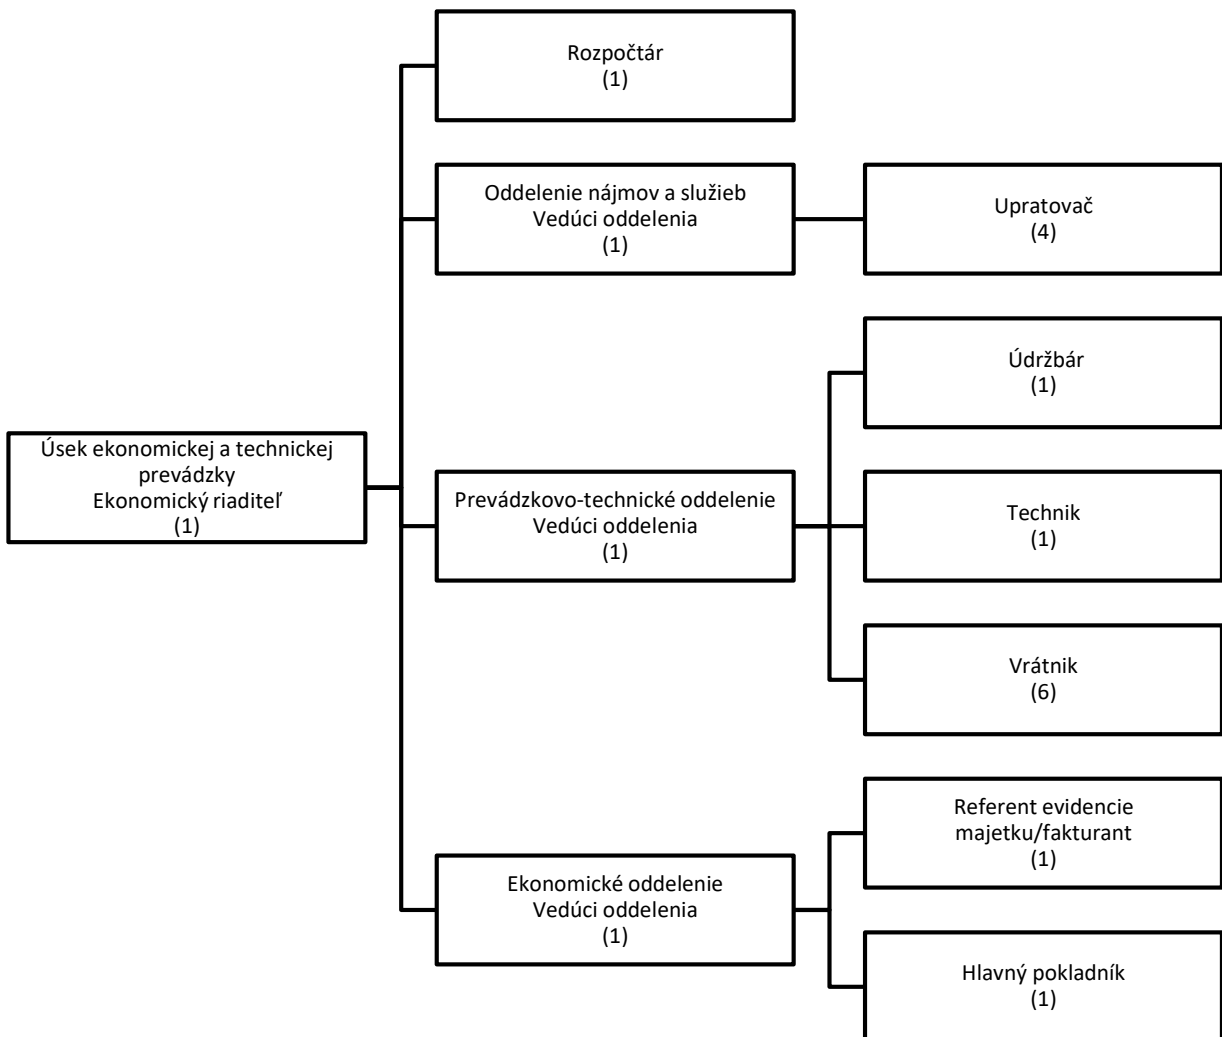 Rozpočtár
(1)
Oddelenie nájmov a služieb
Vedúci oddelenia
(1)
Upratovač
(4)
Údržbár
(1)
Úsek ekonomickej a technickej
prevádzky
Ekonomický riaditeľ
(1)
Prevádzkovo-technické oddelenie
Vedúci oddelenia
(1)
Technik
(1)
Vrátnik
(6)
Referent evidencie
majetku/fakturant
(1)
Ekonomické oddelenie
Vedúci oddelenia
(1)
Hlavný pokladník
(1)